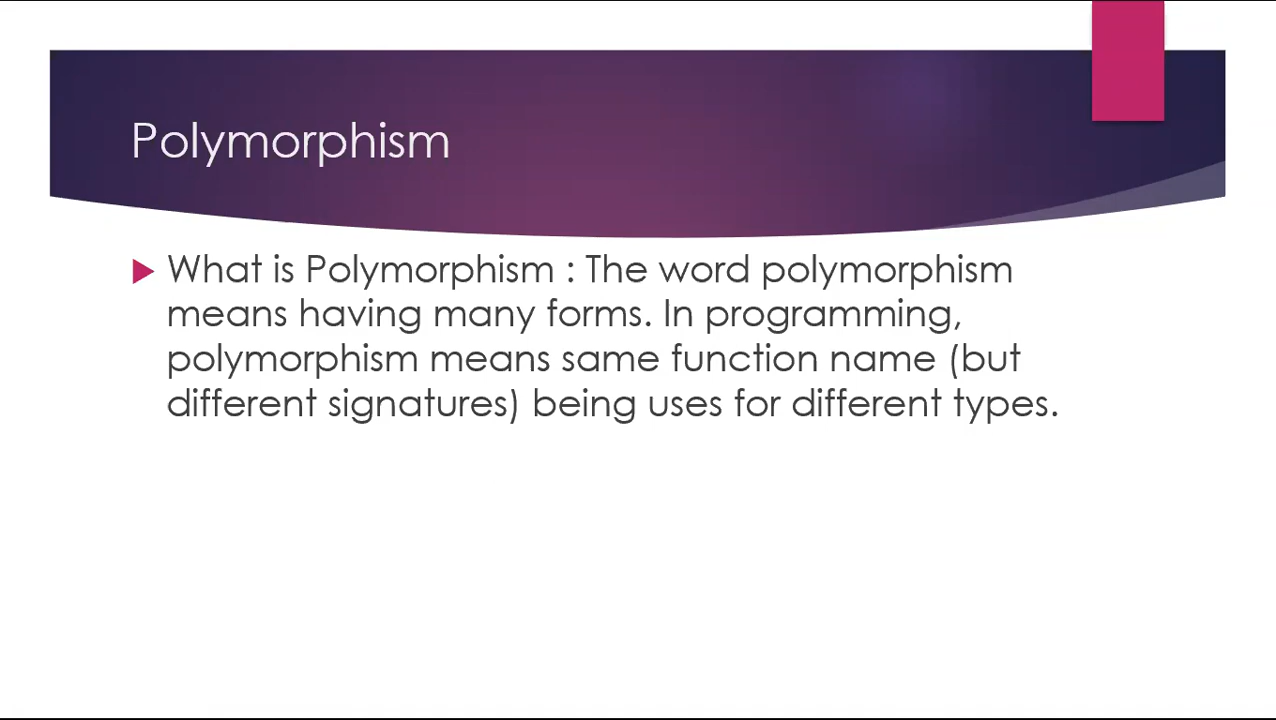 Polymorphism
What is Polymorphism : The word polymorphism
means having many forms. In programming,
polymorphism means same function name (but
different signatures) being uses for different types.